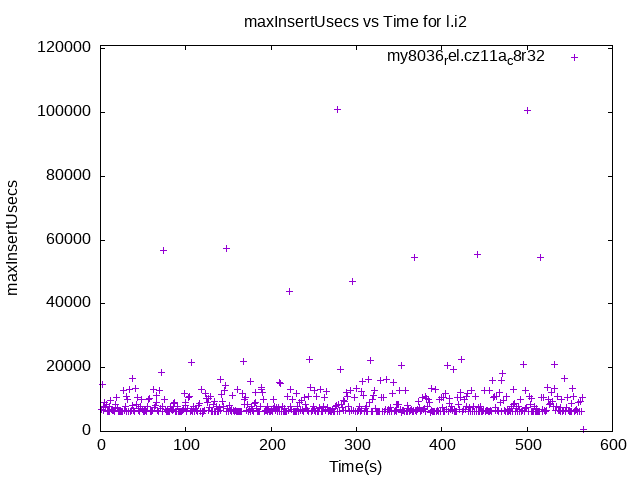 maxInsertUsecs vs Time for l.i2
my8036rel.cz11ac8r32
maxInsertUsecs
120000
100000
80000
60000
40000
20000
0
0 100 200 300 400 500 600
Time(s)